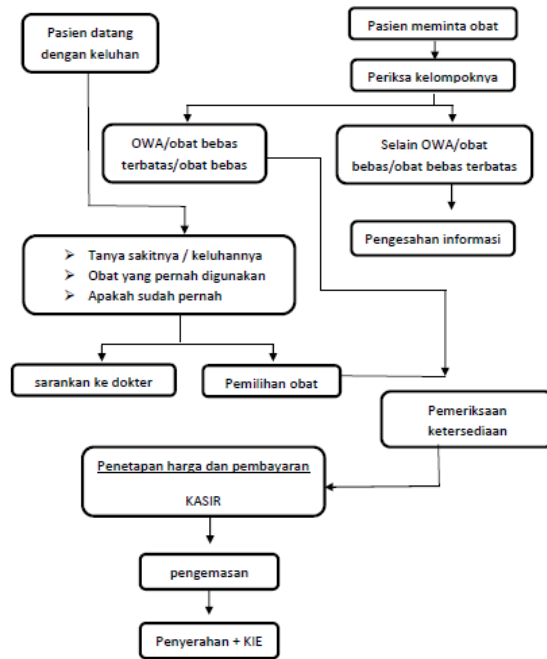 Pasien datang
dengan keluhan
Pasien meminta obat
Periksa kelompoknya
OWA/obat bebas
terbatas/obat bebas
Selain OWA/obat
bebas/obat bebas terbatas
Pengesahan informasi
➢ Tanya sakitnya / keluhannya
➢ Obat yang pernah digunakan
➢ Apakah sudah pernah
sarankan ke dokter
Pemilihan obat
Pemeriksaan
ketersediaan
Penetapan harga dan pembayaran
KASIR
pengemasan
Penyerahan + KIE